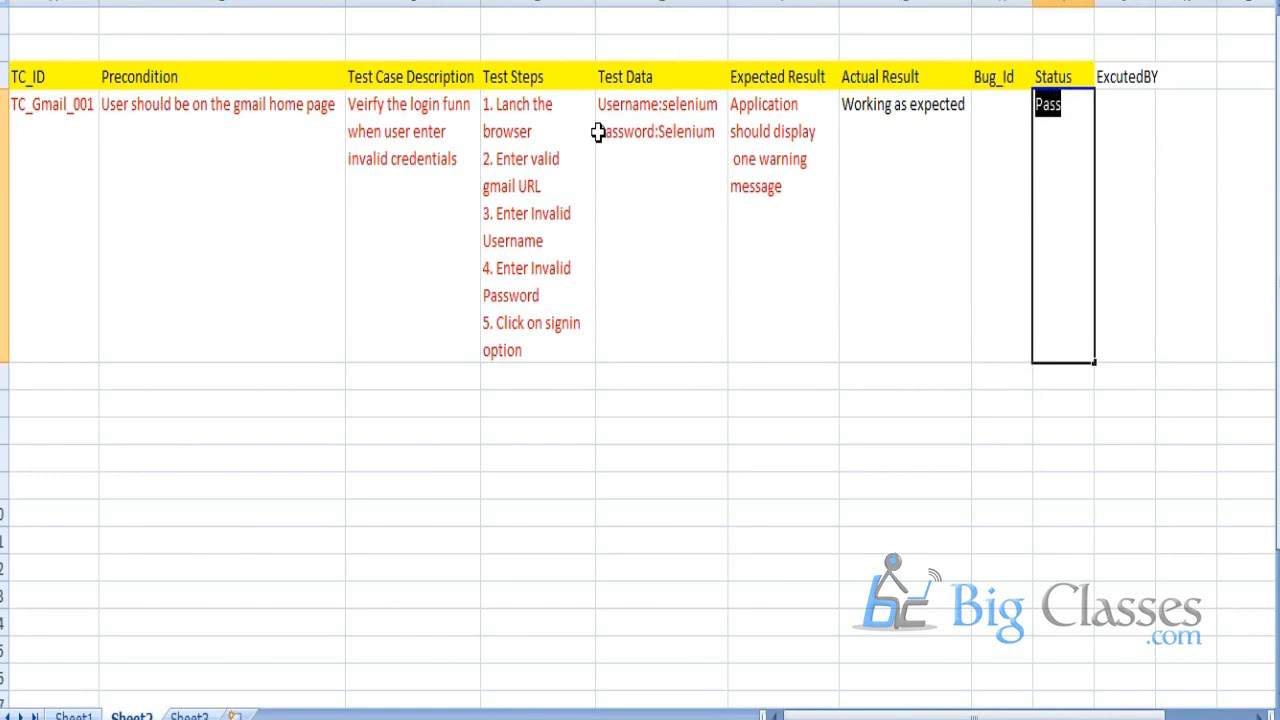 TC_ID Precondition Test Case Description Test Steps Test Data Expected Result Actual Result Bug_Id Status ExcutedBY
TC_Gmail_001 User should be on the gmail home page Veirfy the login funn 1. Lanch the Username:selenium Application Working as expected Pass
when user enter browser assword:Selenium should display
invalid credentials 2. Enter valid one warning
gmail URL message
3. Enter Invalid
Username
4. Enter Invalid
Password
5. Click on signin
option
Big Classes
.com
Sheet1 Sheet2 Sheet3